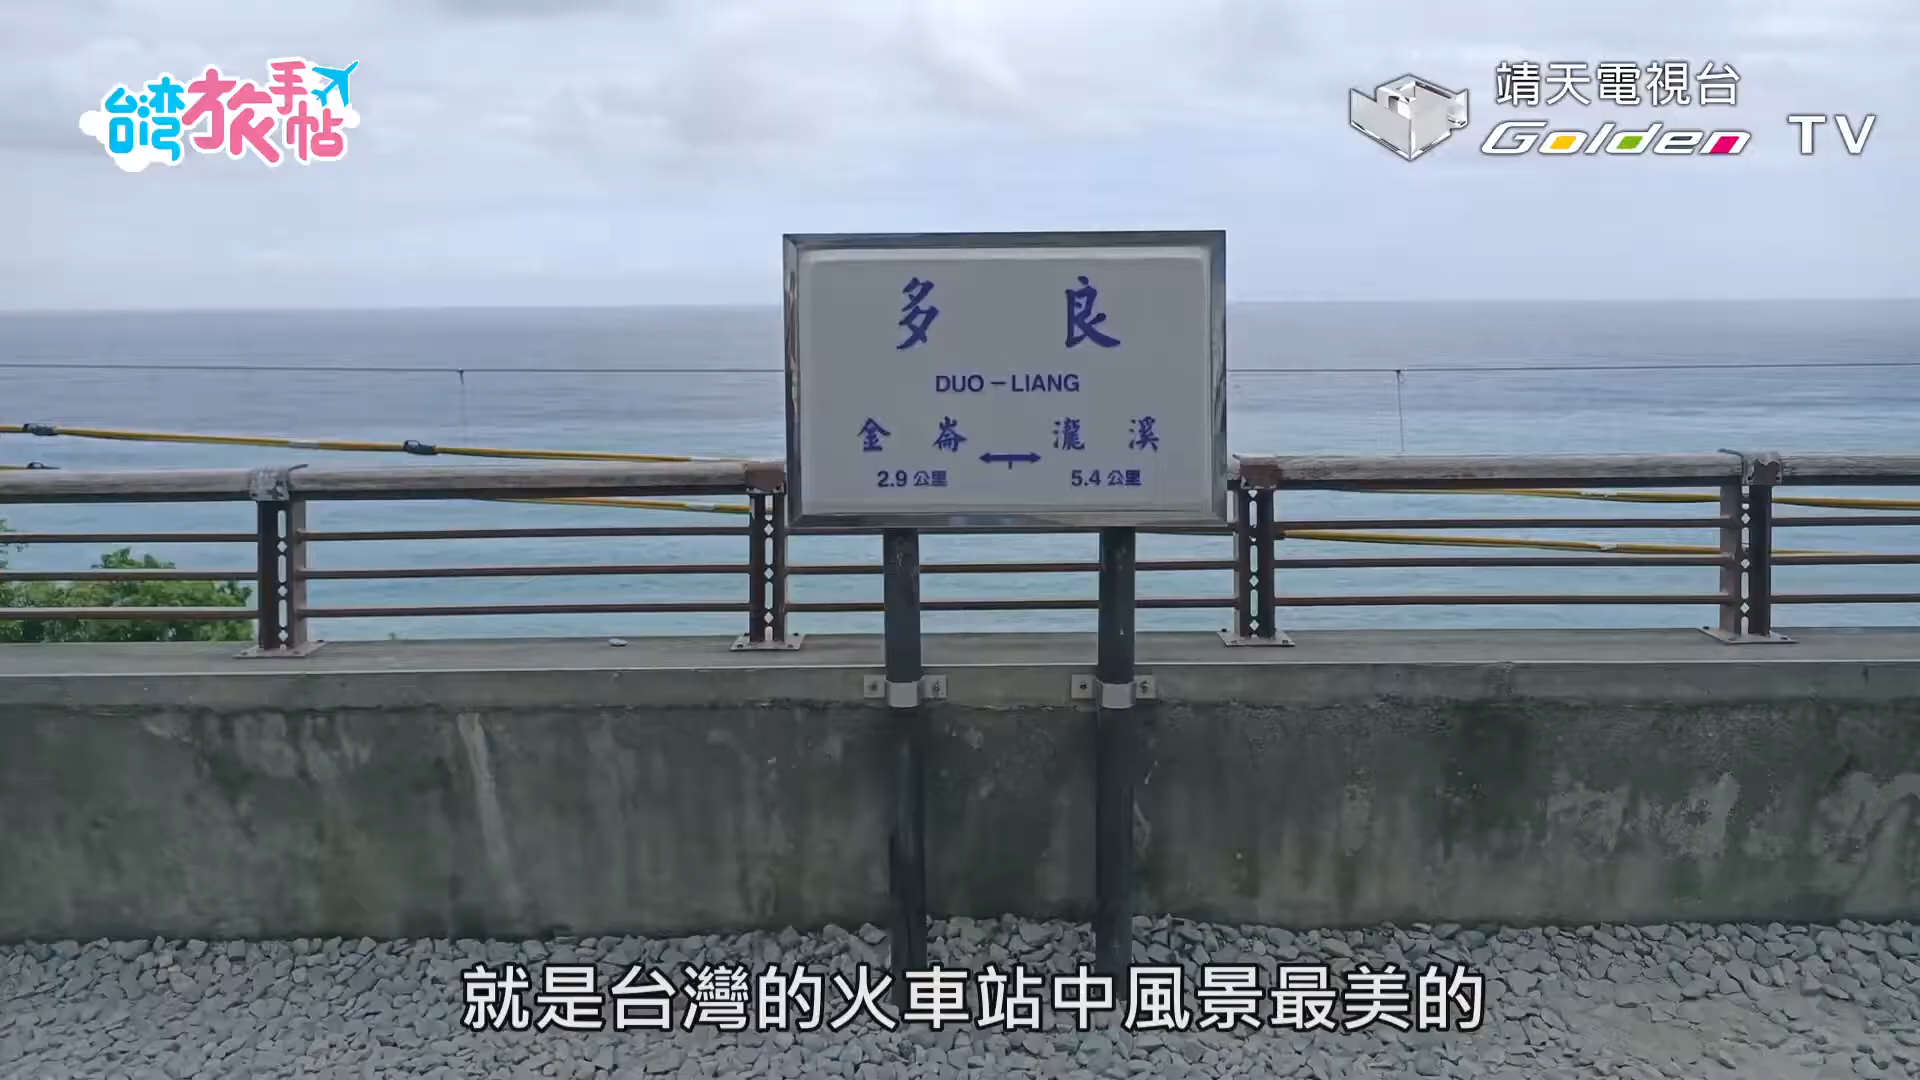 台灣旅手帖
靖天電視台
Golden TV
多良
DUO-LIANG
金崙 瀧溪
2.9公里 5.4公里
就是台灣的火車站中風景最美的